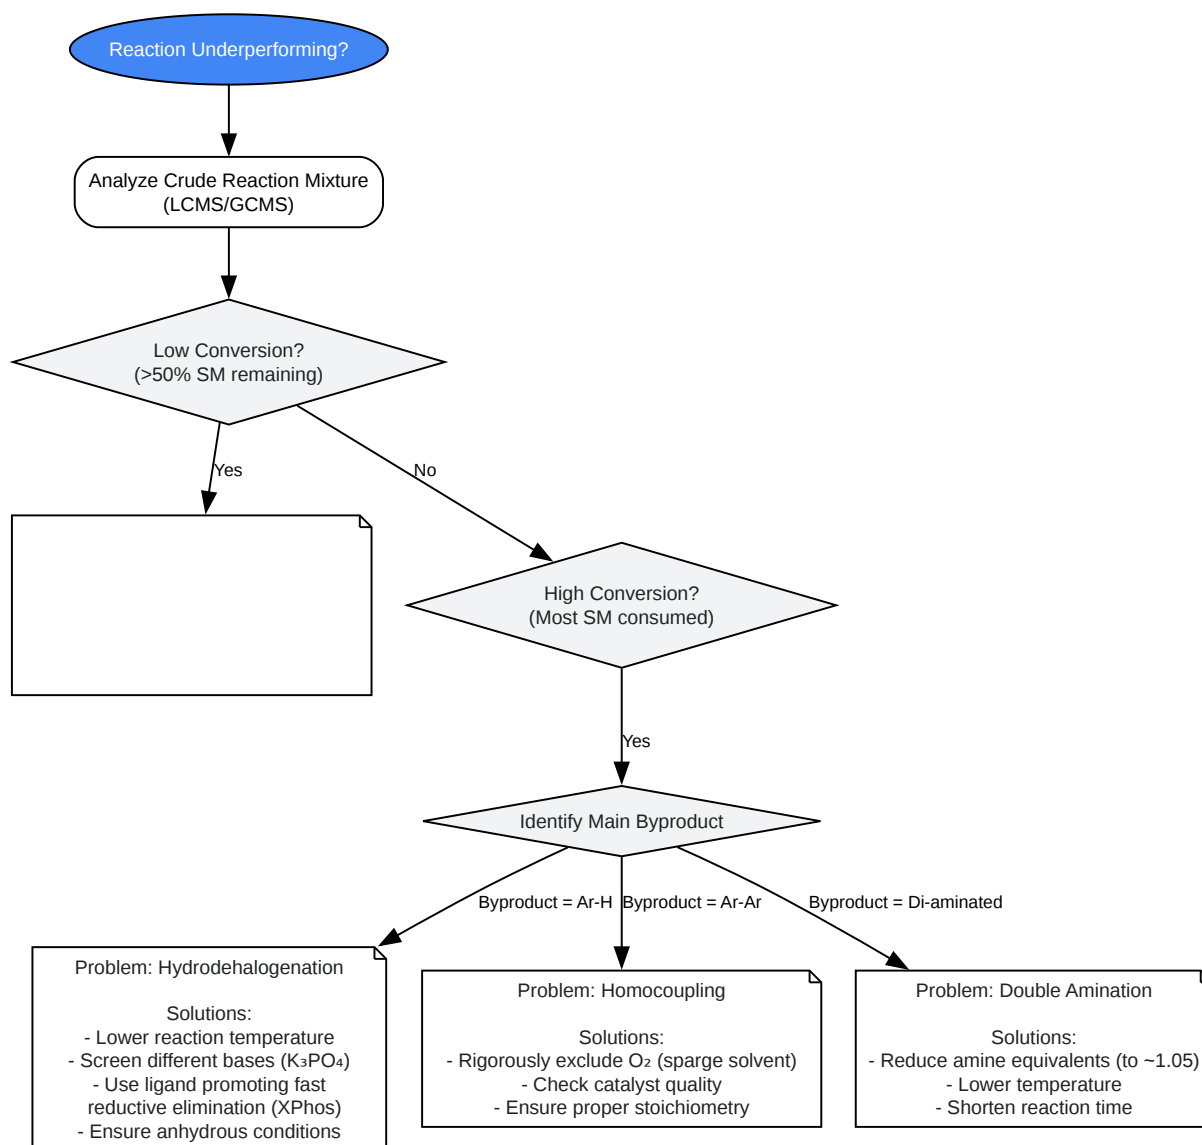 Reaction Underperforming?
Analyze Crude Reaction Mixture
(LCMS/GCMS)
Low Conversion?
(>50% SM remaining)
Yes
No
High Conversion?
(Most SM consumed)
Yes
Identify Main Byproduct
Byproduct = Ar-H
Byproduct = Ar-Ar
Byproduct = Di-aminated
Problem: Hydrodehalogenation
Solutions:
- Lower reaction temperature
- Screen different bases (K₃PO₄)
- Use ligand promoting fast
reductive elimination (XPhos)
- Ensure anhydrous conditions
Problem: Homocoupling
Solutions:
- Rigorously exclude O₂ (sparge solvent)
- Check catalyst quality
- Ensure proper stoichiometry
Problem: Double Amination
Solutions:
- Reduce amine equivalents (to ~1.05)
- Lower temperature
- Shorten reaction time